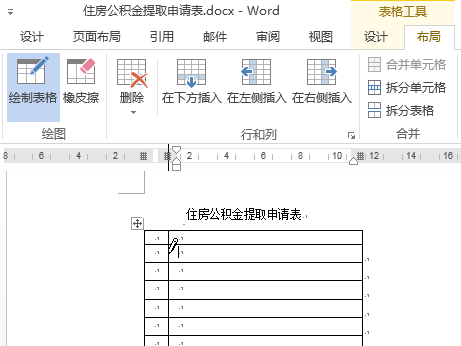 住房公积金提取申请表.docx - Word
表格工具
设计 页面布局 引用 邮件 审阅 视图 设计 布局
绘制表格 橡皮擦 删除 在下方插入 在左侧插入 在右侧插入
合并单元格
拆分单元格
拆分表格
绘图 行和列 合并
8 6 4 2 2 4 6 8 10 12 14 16
住房公积金提取申请表